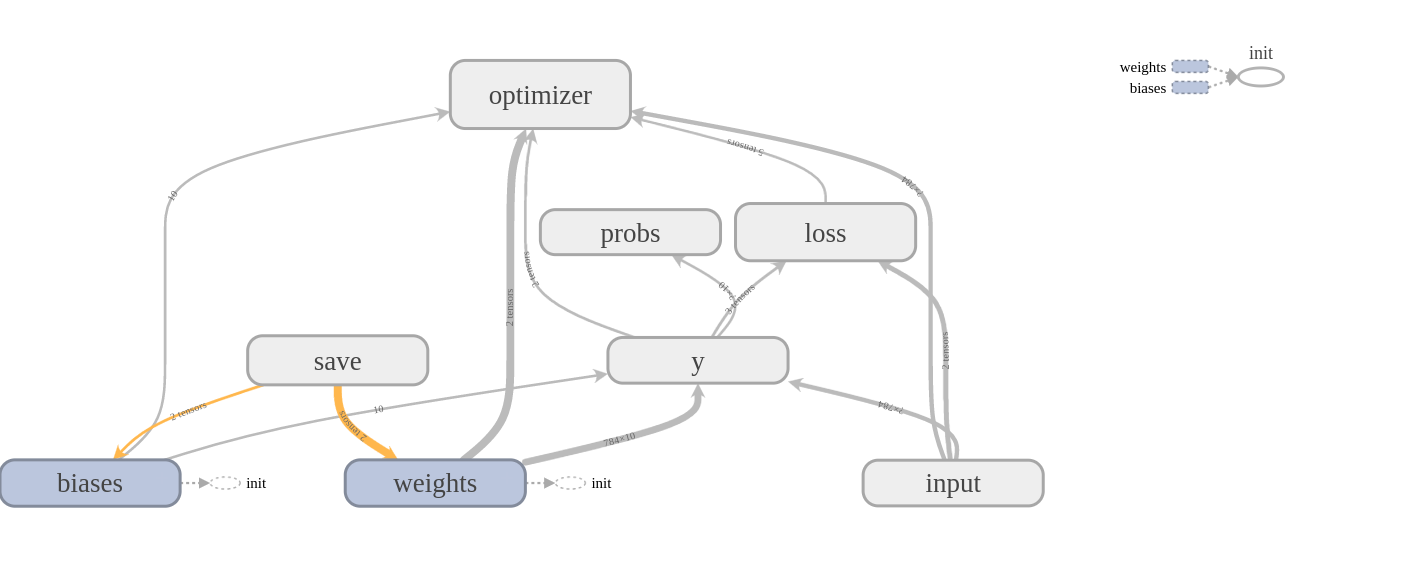 init
weights
biases
optimizer
5 tensors
?×784
10
probs
loss
2 tensors
2 tensors
?×10
3 tensors
2 tensors
save
y
2 tensors
10
2 tensors
784×10
?×784
biases
init
weights
init
input